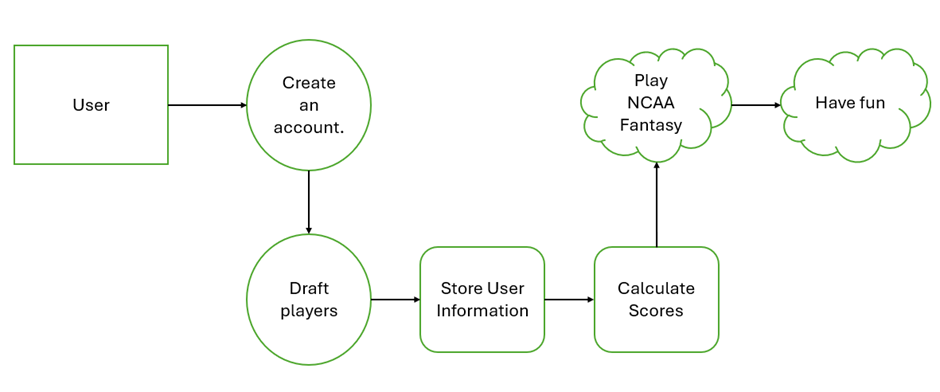 User
Create
an
account.
Play
NCAA
Fantasy
Have fun
Draft
players
Store User
Information
Calculate
Scores